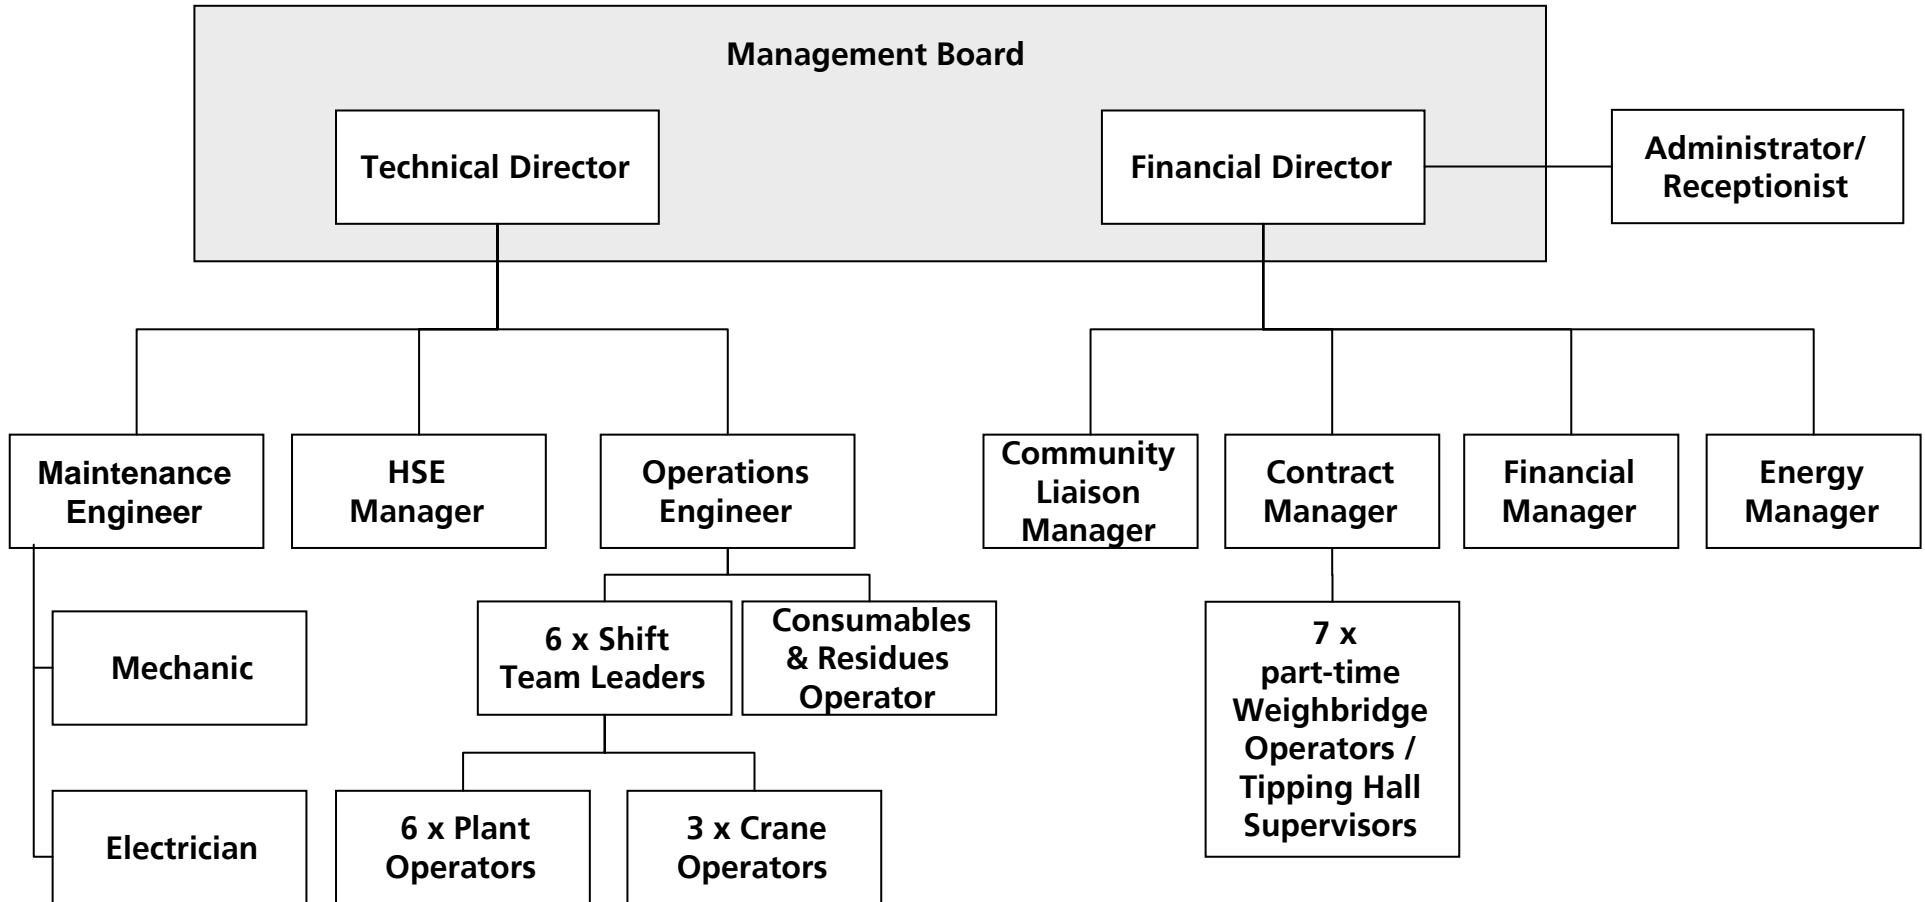 Management Board
Technical Director
Financial Director
Administrator/
Receptionist
Maintenance
Engineer
HSE
Manager
Operations
Engineer
Community
Liaison
Manager
Contract
Manager
Financial
Manager
Energy
Manager
Mechanic
Electrician
6 x Shift
Team Leaders
Consumables
& Residues
Operator
6 x Plant
Operators
3 x Crane
Operators
7 x
part-time
Weighbridge
Operators /
Tipping Hall
Supervisors